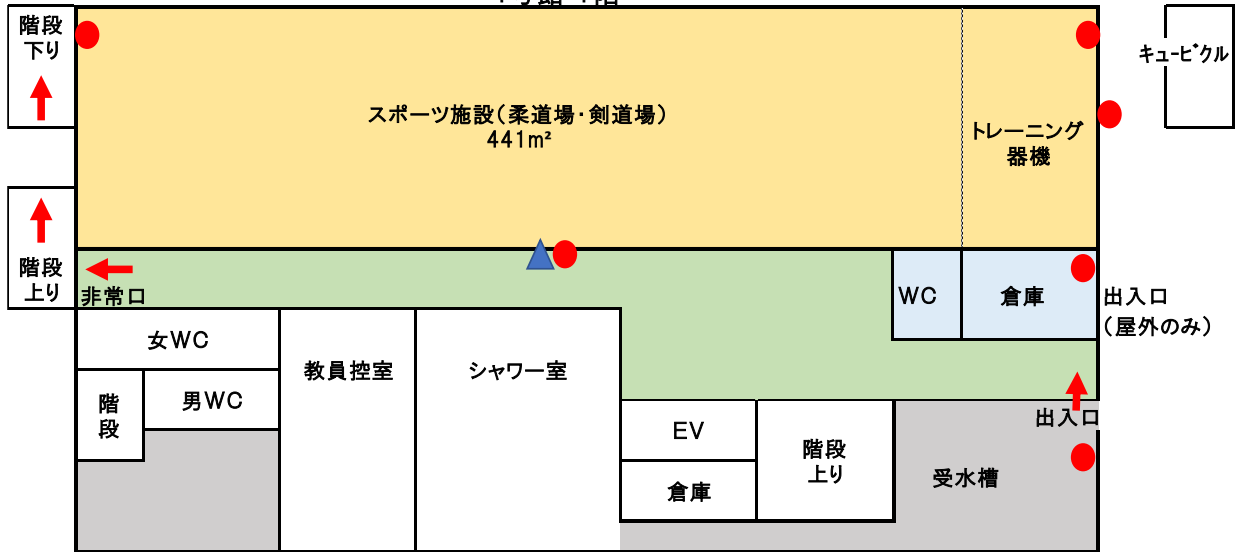 階段
下り
キュービクル
スポーツ施設（柔道場・剣道場）
441m²
トレーニング
器機
階段
上り
非常口
WC
倉庫
出入口
（屋外のみ）
女WC
教員控室
シャワー室
階
段
男WC
出入口
EV
階段
上り
倉庫
受水槽